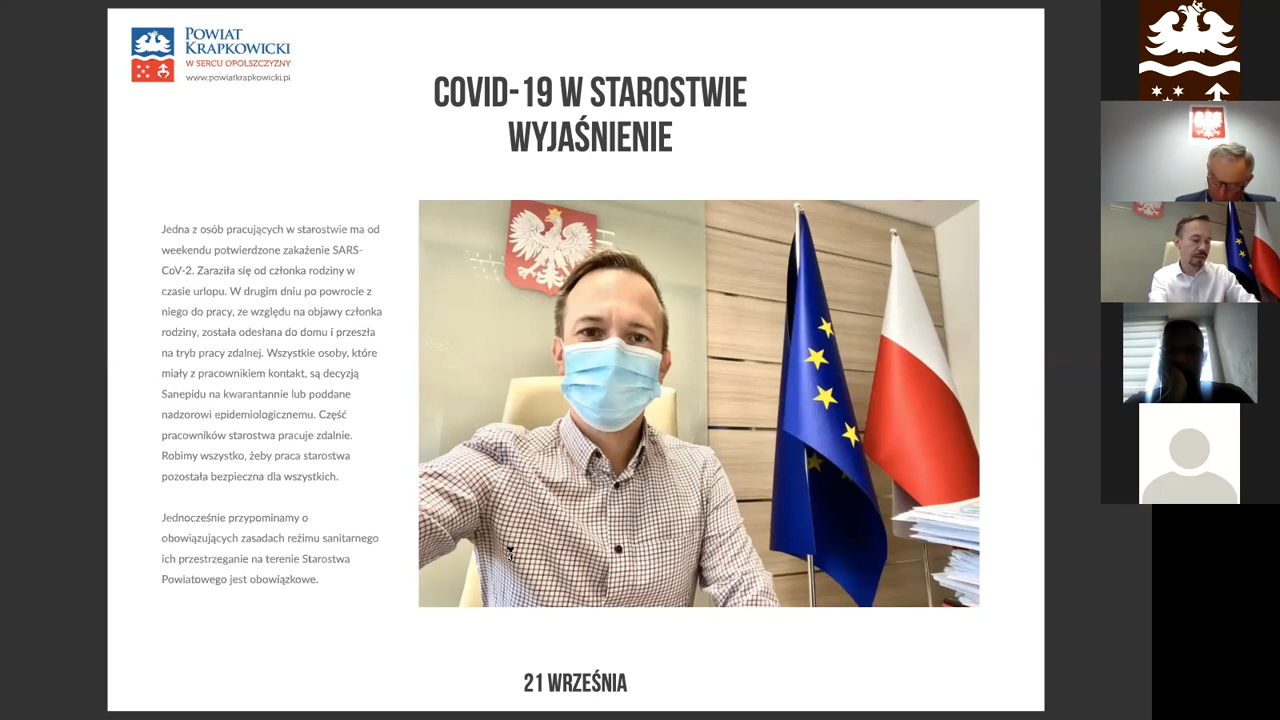 POWIAT
KRAPKOWICKI
W SERCU OPOLSZCZYZNY
www.powiatkrapkowicki.pl
COVID-19 W STAROSTWIE
WYJAŚNIENIE
Jedna z osób pracujących w starostwie ma od
weekendu potwierdzone zakażenie SARS-
CoV-2. Zaraziła się od członka rodziny w
czasie urlopu. W drugim dniu po powrocie z
niego do pracy, ze względu na objawy członka
rodziny, została odesłana do domu i przeszła
na tryb pracy zdalnej. Wszystkie osoby, które
miały z pracownikiem kontakt, są decyzją
Sanepidu na kwarantannie lub poddane
nadzorowi epidemiologicznemu. Część
pracowników starostwa pracuje zdalnie.
Robimy wszystko, żeby praca starostwa
pozostała bezpieczna dla wszystkich.
Jednocześnie przypominamy o
obowiązujących zasadach reżimu sanitarnego
ich przestrzeganie na terenie Starostwa
Powiatowego jest obowiązkowe.
21 WRZEŚNIA